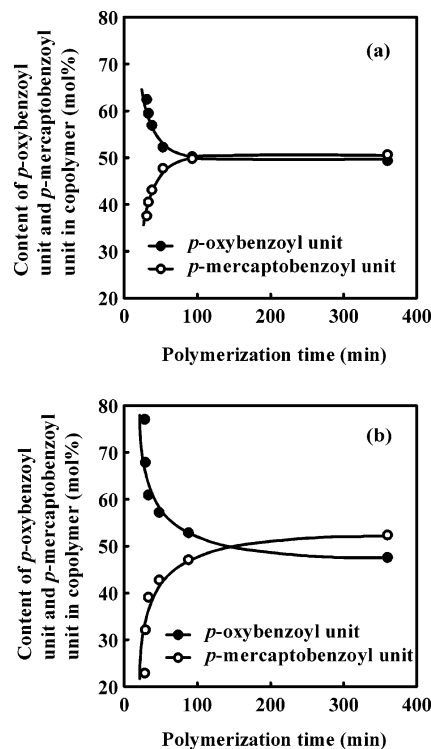 (a)
Content of p-oxybenzoyl
unit and p-mercaptobenzoyl
unit in copolymer (mol%)
80
70
60
50
40
30
20
p-oxybenzoyl unit
p-mercaptobenzoyl unit
0 100 200 300 400
Polymerization time (min)
(b)
Content of p-oxybenzoyl
unit and p-mercaptobenzoyl
unit in copolymer (mol%)
80
70
60
50
40
30
20
p-oxybenzoyl unit
p-mercaptobenzoyl unit
0 100 200 300 400
Polymerization time (min)